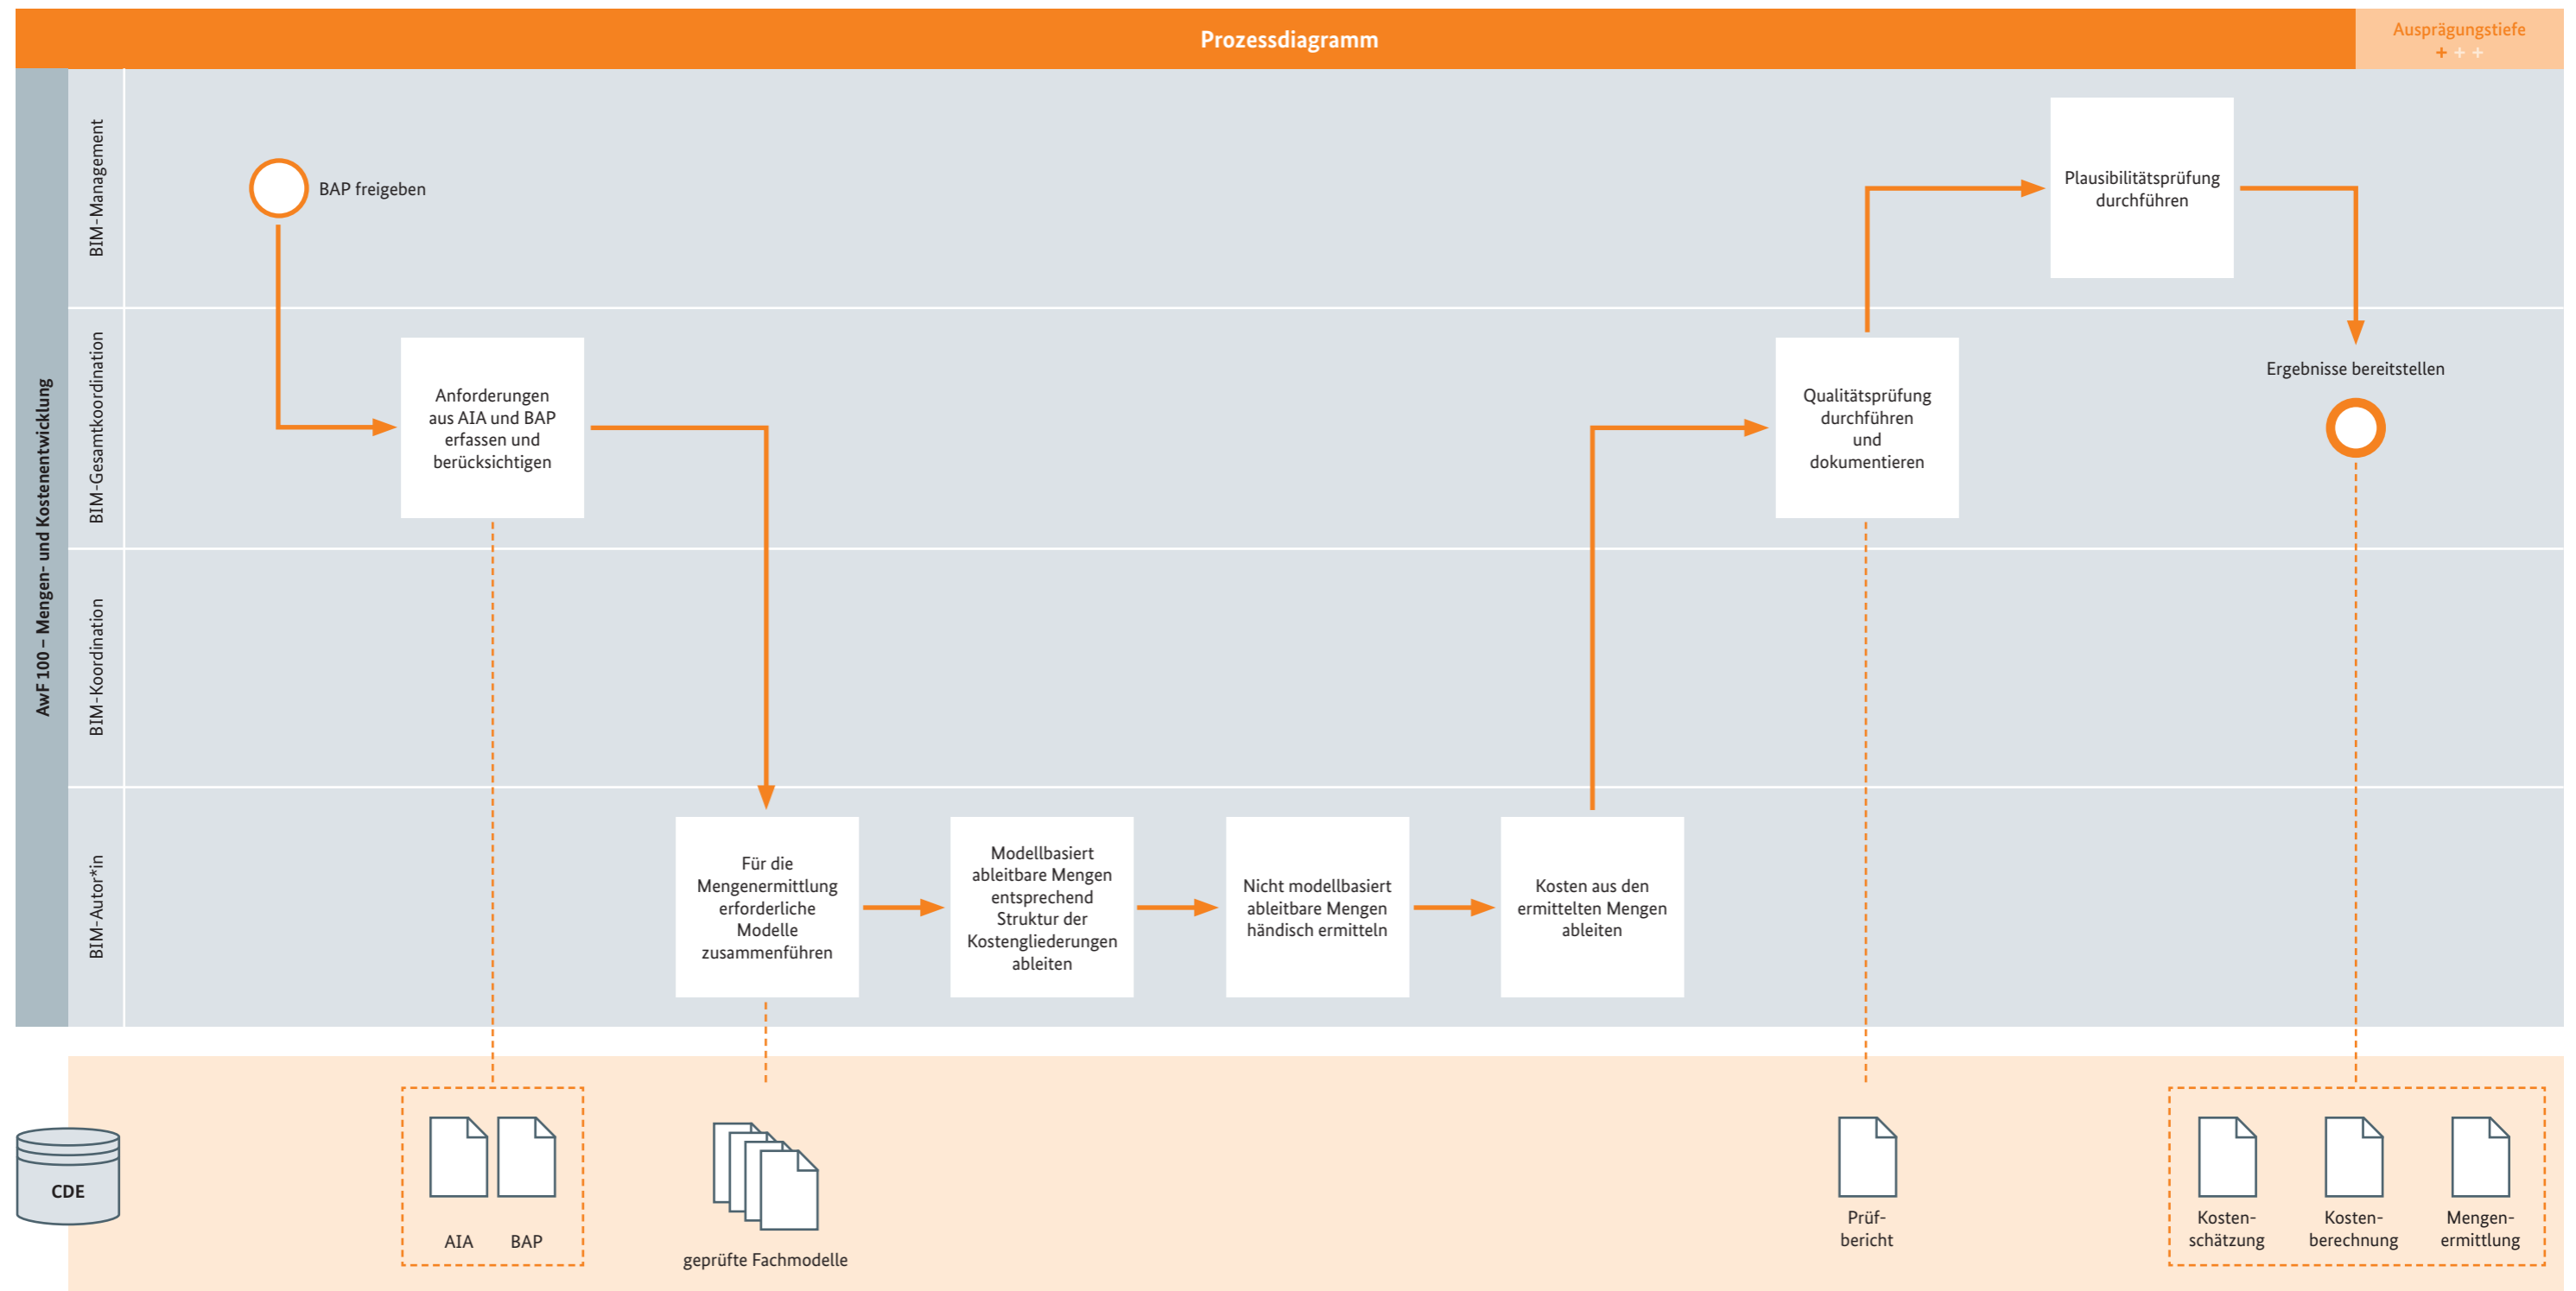 Prozessdiagramm
Ausprägungstiefe
+ + +
AwF 100 – Mengen- und Kostenentwicklung
BIM-Management
BAP freigeben
Plausibilitätsprüfung
durchführen
BIM-Gesamtkoordination
Anforderungen
aus AIA und BAP
erfassen und
berücksichtigen
Qualitätsprüfung
durchführen
und
dokumentieren
Ergebnisse bereitstellen
BIM-Koordination
BIM-Autor*in
Für die
Mengenermittlung
erforderliche
Modelle
zusammenführen
Modellbasiert
ableitbare Mengen
entsprechend
Struktur der
Kostengliederungen
ableiten
Nicht modellbasiert
ableitbare Mengen
händisch ermitteln
Kosten aus den
ermittelten Mengen
ableiten
CDE
AIA
BAP
geprüfte Fachmodelle
Prüf-
bericht
Kosten-
schätzung
Kosten-
berechnung
Mengen-
ermittlung